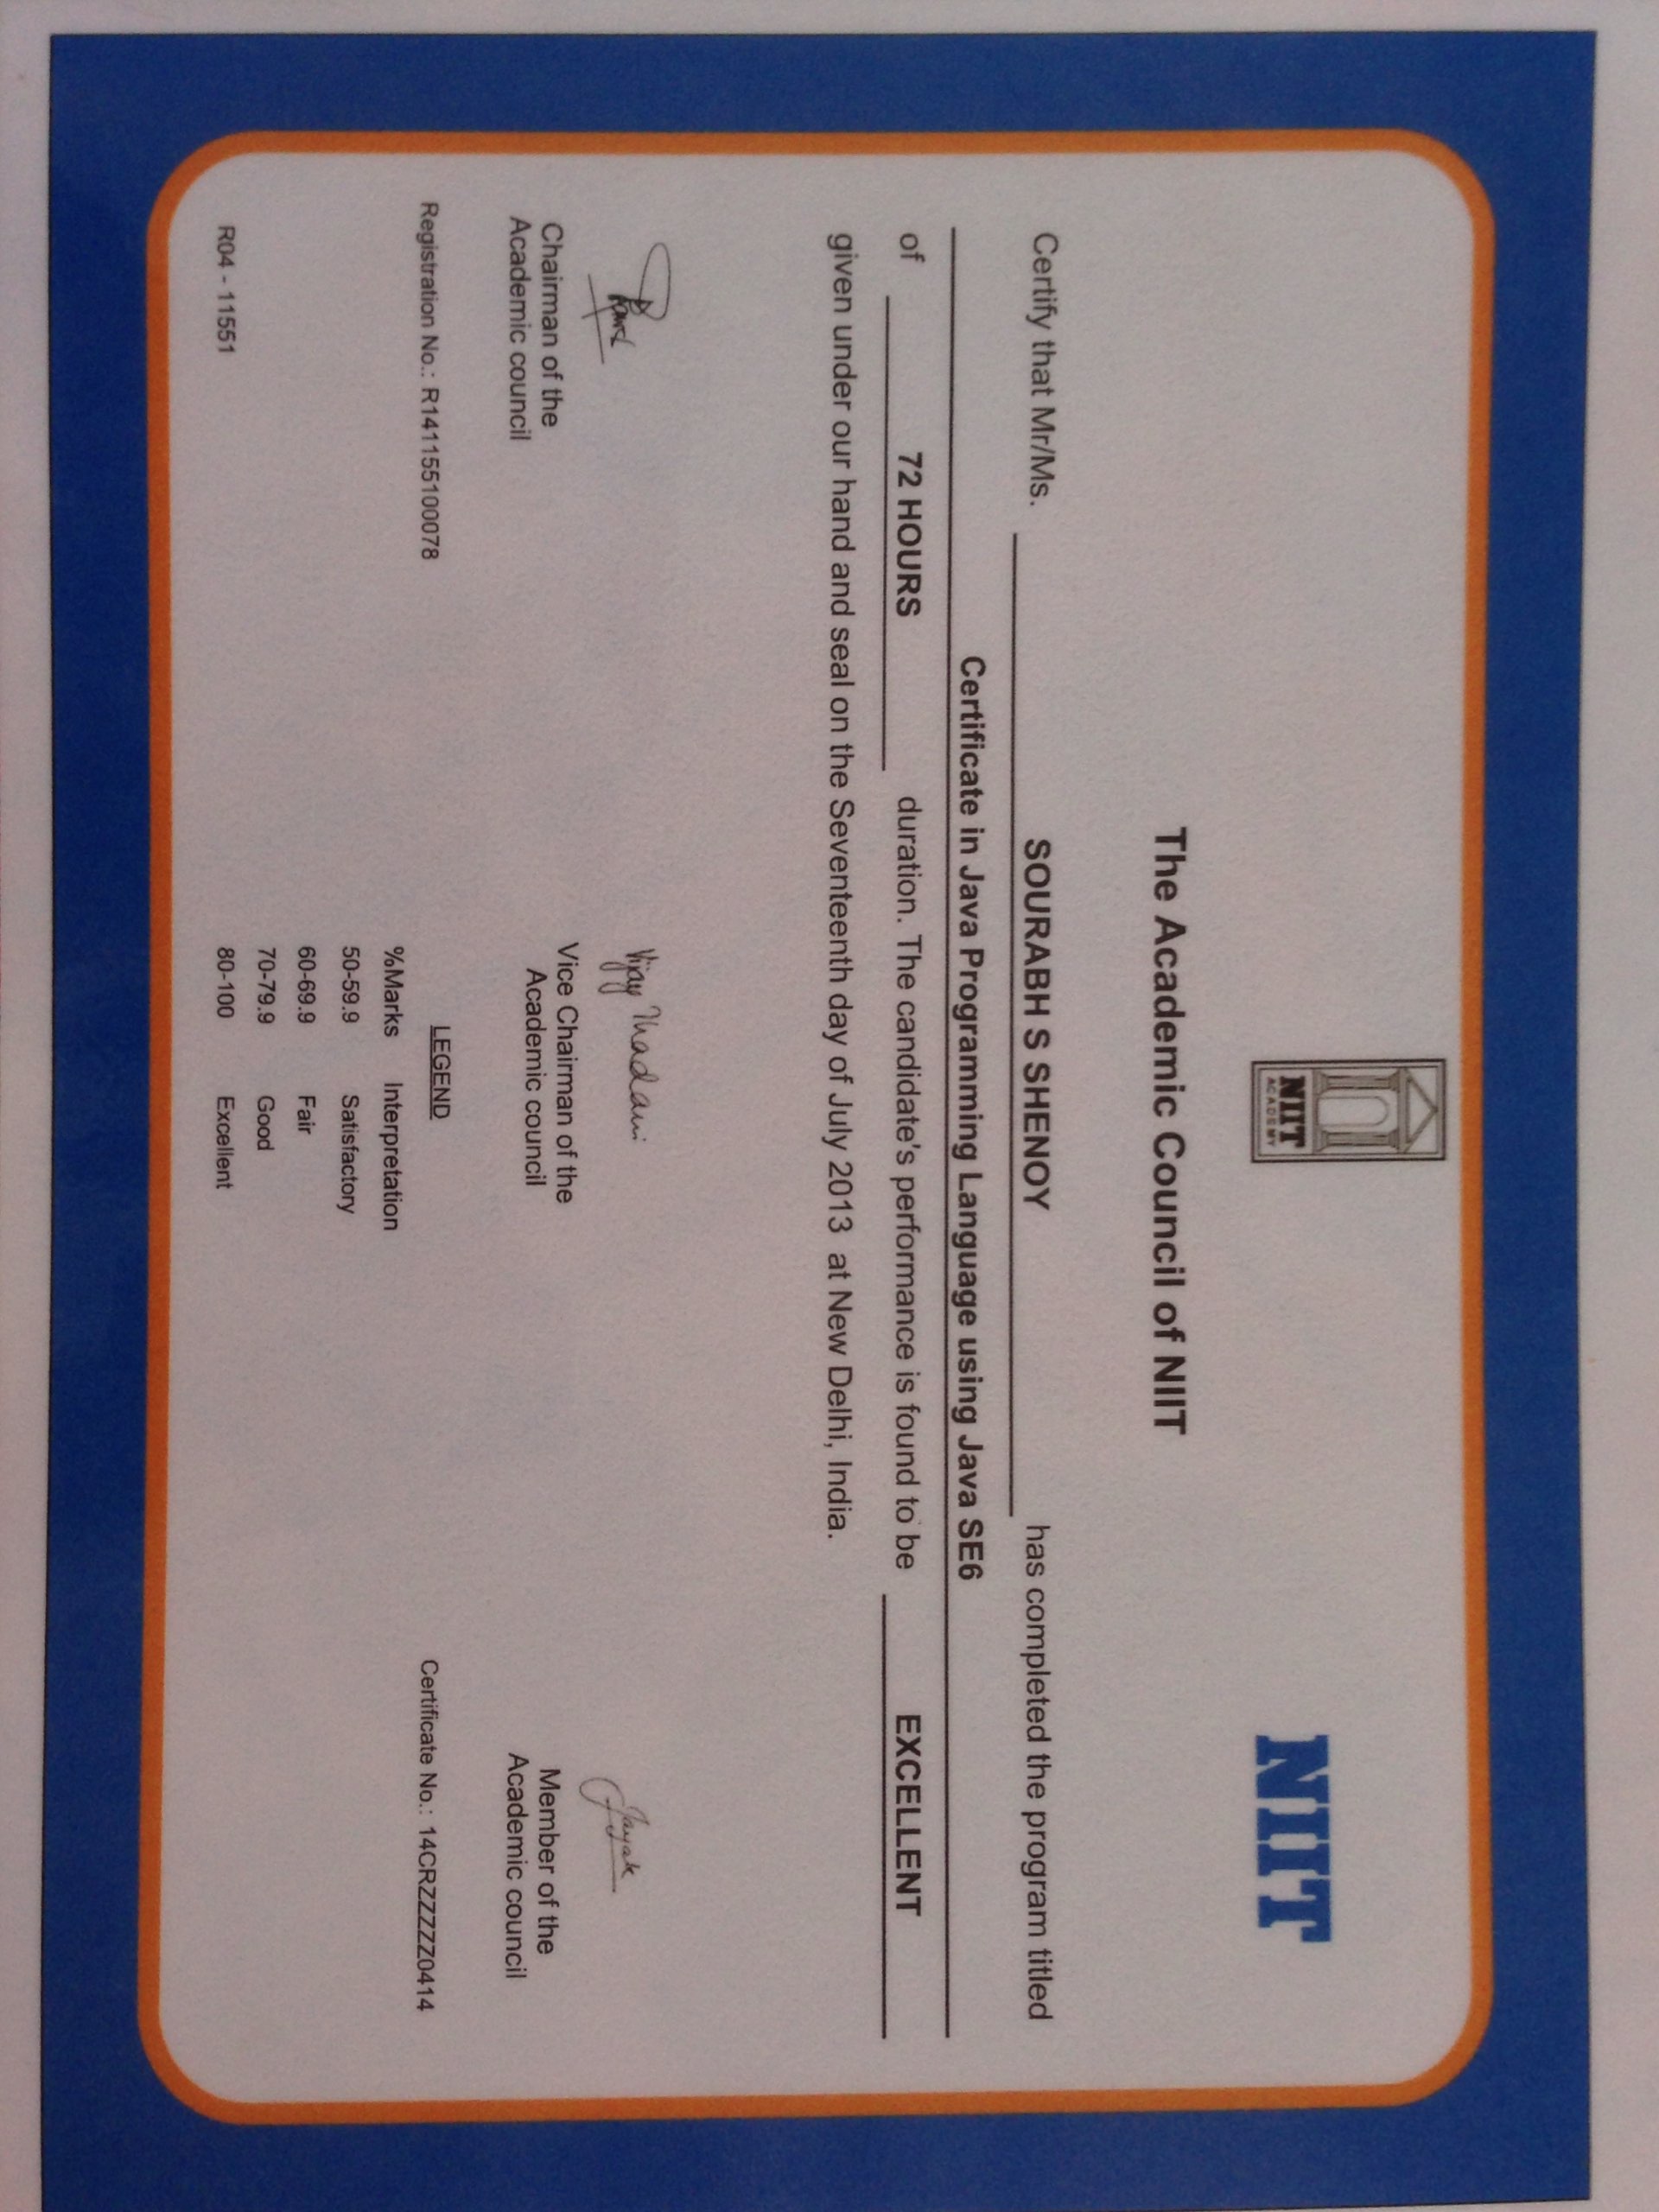 NIIT
ACADEMY
NIIT
The Academic Council of NIIT
Certify that Mr/Ms. SOURABH S SHENOY has completed the program titled
Certificate in Java Programming Language using Java SE6
of 72 HOURS duration. The candidate's performance is found to be EXCELLENT
given under our hand and seal on the Seventeenth day of July 2013 at New Delhi, India.
Vijay Thadani
Jayak
Chairman of the
Academic council
Vice Chairman of the
Academic council
Member of the
Academic council
Registration No.: R141155100078
LEGEND
Certificate No.: 14CRZZZZZ0414
%Marks Interpretation
50-59.9 Satisfactory
60-69.9 Fair
70-79.9 Good
80-100 Excellent
R04 - 11551